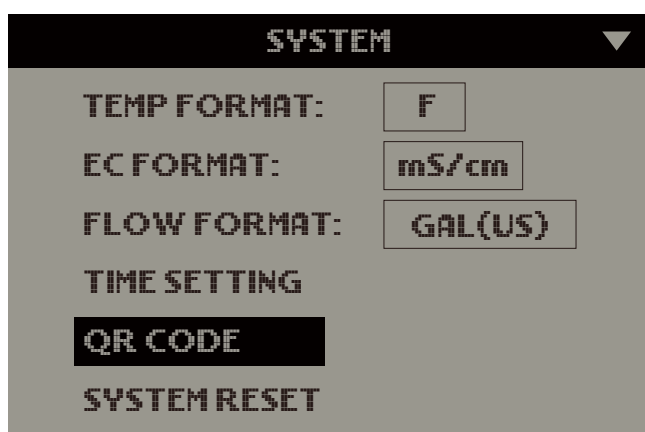 SYSTEM
TEMP FORMAT: F
EC FORMAT: mS/cm
FLOW FORMAT: GAL(US)
TIME SETTING
QR CODE
SYSTEM RESET